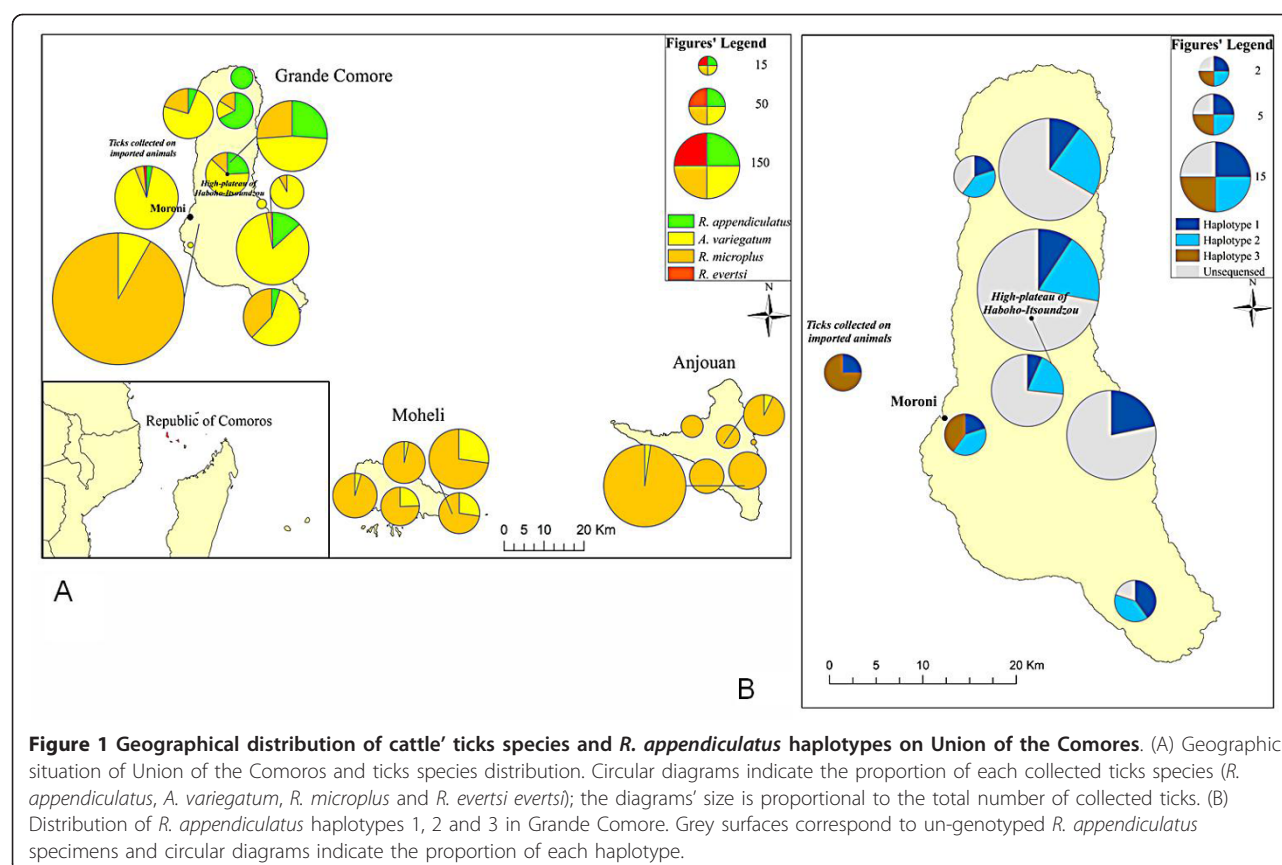 Figures' Legend
15
50
150
R. appendiculatus
A. variegatum
R. microplus
R. evertsi
N
Grande Comore
Ticks collected on
imported animals
High-plateau of
Haboho-Itsoundzou
Moroni
Anjouan
Moheli
Republic of Comoros
0 5 10 20 Km
A
Figures' Legend
2
5
15
Haplotype 1
Haplotype 2
Haplotype 3
Unsequensed
N
High-plateau of
Haboho-Itsoundzou
Ticks collected on
imported animals
Moroni
0 5 10 20 Km
B
Figure 1 Geographical distribution of cattle' ticks species and R. appendiculatus haplotypes on Union of the Comores. (A) Geographic
situation of Union of the Comoros and ticks species distribution. Circular diagrams indicate the proportion of each collected ticks species (R.
appendiculatus, A. variegatum, R. microplus and R. evertsi evertsi); the diagrams' size is proportional to the total number of collected ticks. (B)
Distribution of R. appendiculatus haplotypes 1, 2 and 3 in Grande Comore. Grey surfaces correspond to un-genotyped R. appendiculatus
specimens and circular diagrams indicate the proportion of each haplotype.